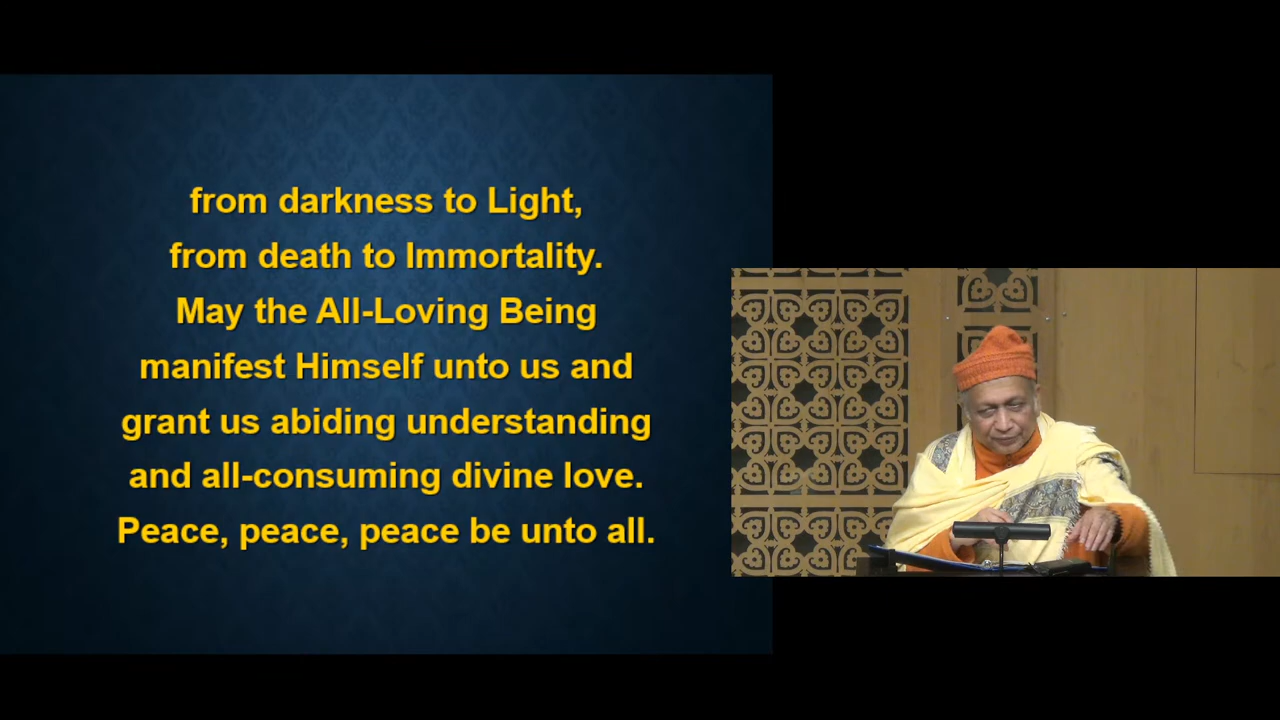 from darkness to Light,
from death to Immortality.
May the All-Loving Being
manifest Himself unto us and
grant us abiding understanding
and all-consuming divine love.
Peace, peace, peace be unto all.